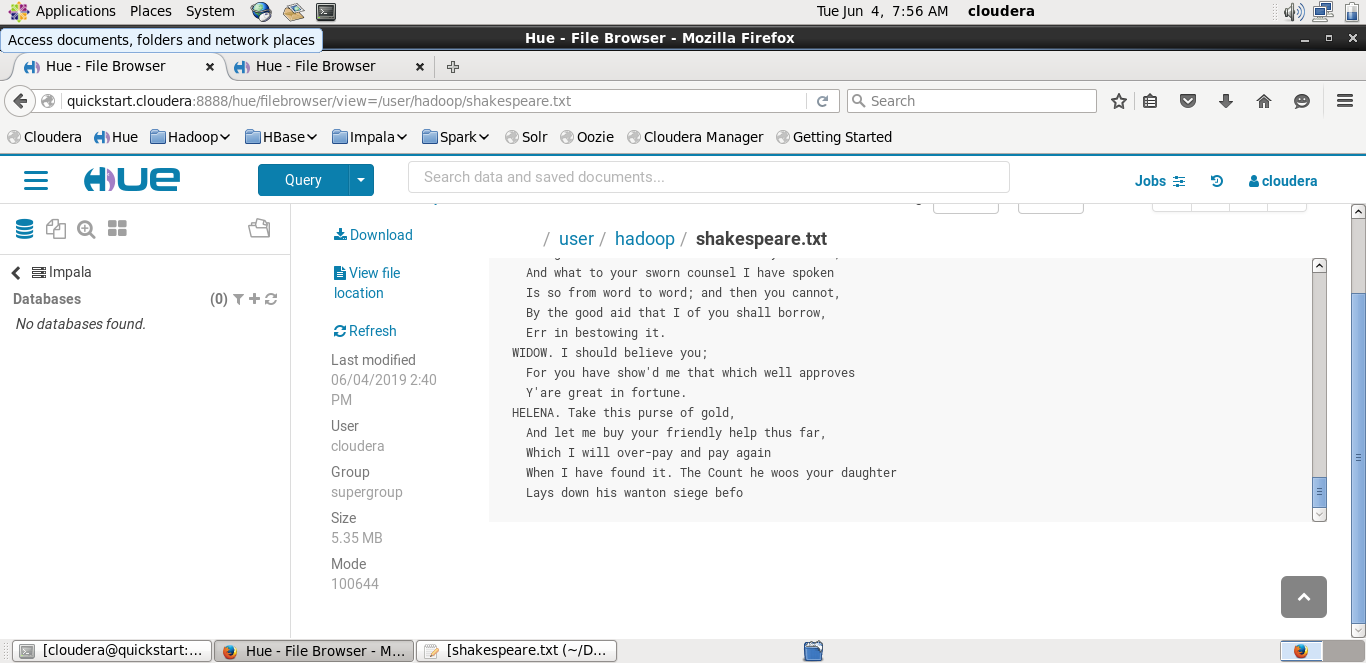 Applications Places System
Tue Jun 4, 7:56 AM cloudera
Access documents, folders and network places
Hue - File Browser - Mozilla Firefox
Hue - File Browser
Hue - File Browser
quickstart.cloudera:8888/hue/filebrowser/view=/user/hadoop/shakespeare.txt
Search
Cloudera Hue Hadoop HBase Impala Spark Solr Oozie Cloudera Manager Getting Started
HUE
Query
Search data and saved documents...
Jobs
cloudera
Impala
Databases
(0)
No databases found.
Download
View file
location
Refresh
Last modified
06/04/2019 2:40
PM
User
cloudera
Group
supergroup
Size
5.35 MB
Mode
100644
/ user / hadoop / shakespeare.txt
And what to your sworn counsel I have spoken
Is so from word to word; and then you cannot,
By the good aid that I of you shall borrow,
Err in bestowing it.
WIDOW. I should believe you;
For you have show'd me that which well approves
Y'are great in fortune.
HELENA. Take this purse of gold,
And let me buy your friendly help thus far,
Which I will over-pay and pay again
When I have found it. The Count he woos your daughter
Lays down his wanton siege befo
[cloudera@quickstart:...
Hue - File Browser - M...
[shakespeare.txt (~/D...